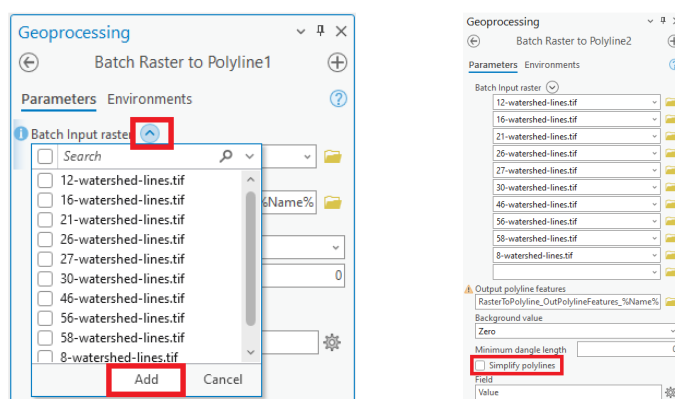 Geoprocessing
Batch Raster to Polyline1
Parameters Environments
Batch Input raster
Search
12-watershed-lines.tif
16-watershed-lines.tif
21-watershed-lines.tif
26-watershed-lines.tif
27-watershed-lines.tif
30-watershed-lines.tif
46-watershed-lines.tif
56-watershed-lines.tif
58-watershed-lines.tif
8-watershed-lines.tif
%Name%
0
Add Cancel
Geoprocessing
Batch Raster to Polyline2
Parameters Environments
Batch Input raster
12-watershed-lines.tif
16-watershed-lines.tif
21-watershed-lines.tif
26-watershed-lines.tif
27-watershed-lines.tif
30-watershed-lines.tif
46-watershed-lines.tif
56-watershed-lines.tif
58-watershed-lines.tif
8-watershed-lines.tif
Output polyline features
RasterToPolyline_OutPolylineFeatures_%Name%
Background value
Zero
Minimum dangle length
Simplify polylines
Field
Value